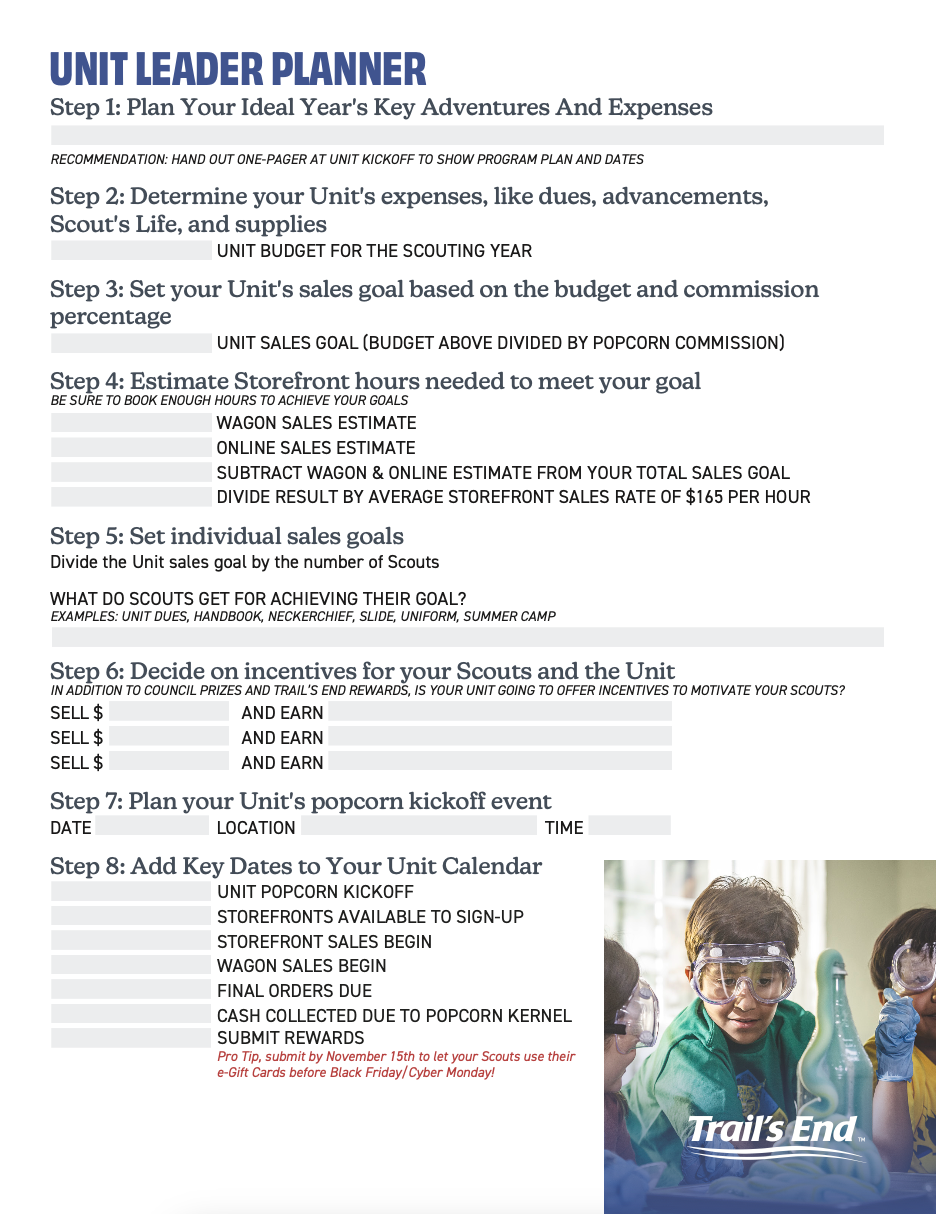 UNIT LEADER PLANNER
Step 1: Plan Your Ideal Year's Key Adventures And Expenses
RECOMMENDATION: HAND OUT ONE-PAGER AT UNIT KICKOFF TO SHOW PROGRAM PLAN AND DATES
Step 2: Determine your Unit's expenses, like dues, advancements,
Scout's Life, and supplies
UNIT BUDGET FOR THE SCOUTING YEAR
Step 3: Set your Unit's sales goal based on the budget and commission
percentage
UNIT SALES GOAL (BUDGET ABOVE DIVIDED BY POPCORN COMMISSION)
Step 4: Estimate Storefront hours needed to meet your goal
BE SURE TO BOOK ENOUGH HOURS TO ACHIEVE YOUR GOALS
WAGON SALES ESTIMATE
ONLINE SALES ESTIMATE
SUBTRACT WAGON & ONLINE ESTIMATE FROM YOUR TOTAL SALES GOAL
DIVIDE RESULT BY AVERAGE STOREFRONT SALES RATE OF $165 PER HOUR
Step 5: Set individual sales goals
Divide the Unit sales goal by the number of Scouts
WHAT DO SCOUTS GET FOR ACHIEVING THEIR GOAL?
EXAMPLES: UNIT DUES, HANDBOOK, NECKERCHIEF, SLIDE, UNIFORM, SUMMER CAMP
Step 6: Decide on incentives for your Scouts and the Unit
IN ADDITION TO COUNCIL PRIZES AND TRAIL'S END REWARDS, IS YOUR UNIT GOING TO OFFER INCENTIVES TO MOTIVATE YOUR SCOUTS?
SELL $ AND EARN
SELL $ AND EARN
SELL $ AND EARN
Step 7: Plan your Unit's popcorn kickoff event
DATE LOCATION TIME
Step 8: Add Key Dates to Your Unit Calendar
UNIT POPCORN KICKOFF
STOREFRONTS AVAILABLE TO SIGN-UP
STOREFRONT SALES BEGIN
WAGON SALES BEGIN
FINAL ORDERS DUE
CASH COLLECTED DUE TO POPCORN KERNEL
SUBMIT REWARDS
Pro Tip, submit by November 15th to let your Scouts use their
e-Gift Cards before Black Friday/Cyber Monday!
Trail's End™